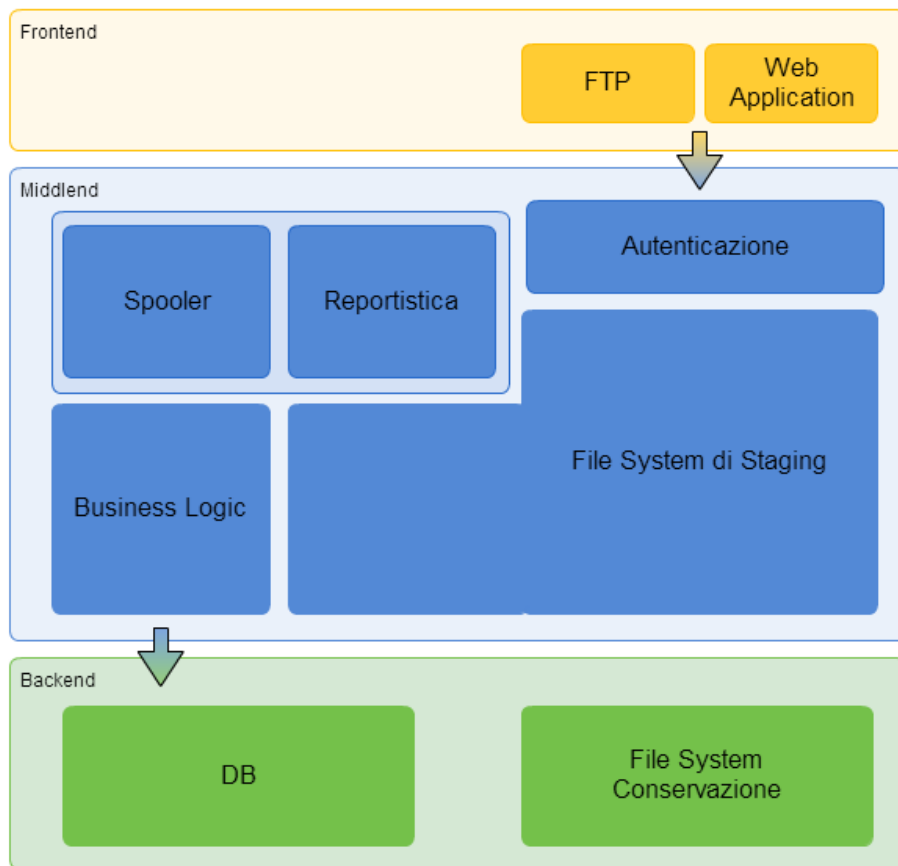 Frontend
FTP
Web
Application
Middlend
Autenticazione
Spooler
Reportistica
File System di Staging
Business Logic
Backend
DB
File System
Conservazione